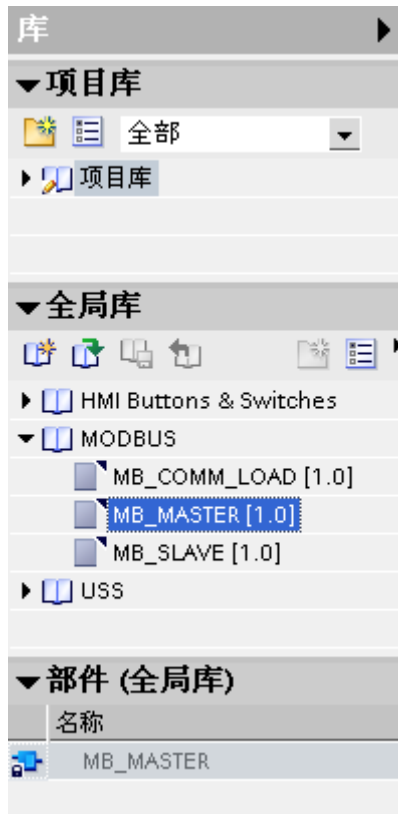 库
项目库
全部
项目库
全局库
HMI Buttons & Switches
MODBUS
MB_COMM_LOAD [1.0]
MB_MASTER [1.0]
MB_SLAVE [1.0]
USS
部件 (全局库)
名称
MB_MASTER